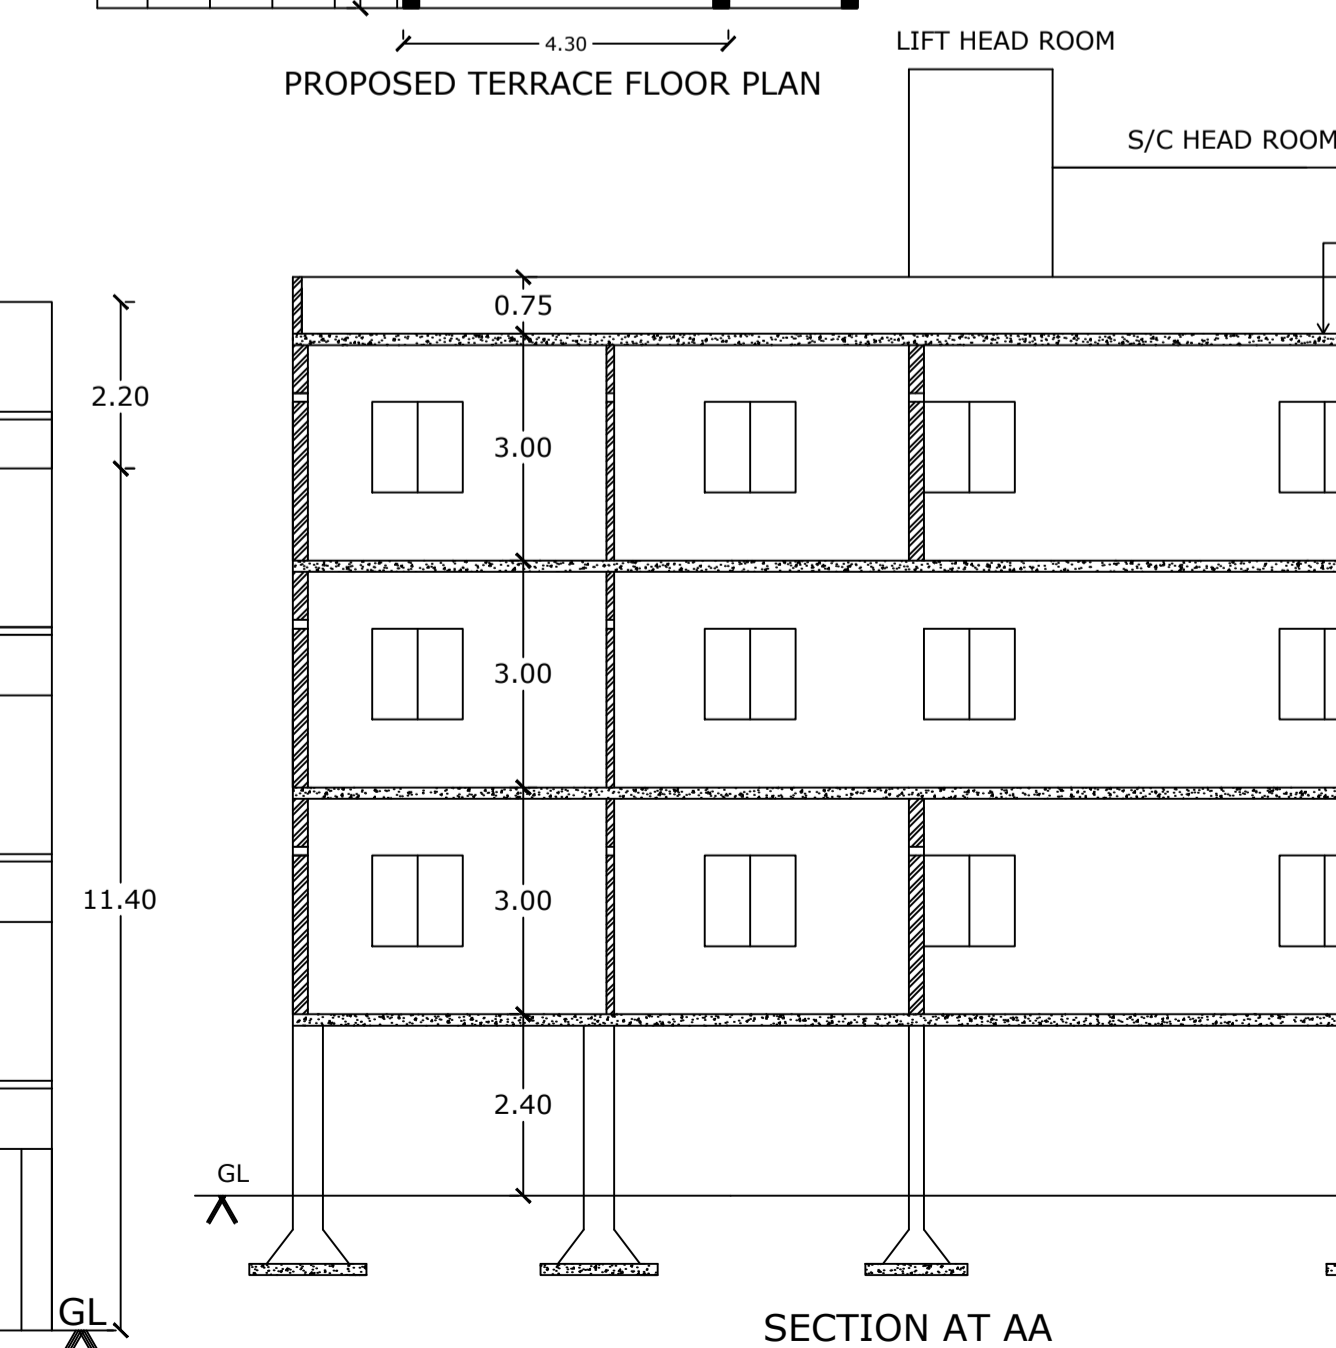 4.30
PROPOSED TERRACE FLOOR PLAN
LIFT HEAD ROOM
S/C HEAD ROOM
0.75
2.20
3.00
3.00
11.40
3.00
2.40
GL
GL
SECTION AT AA